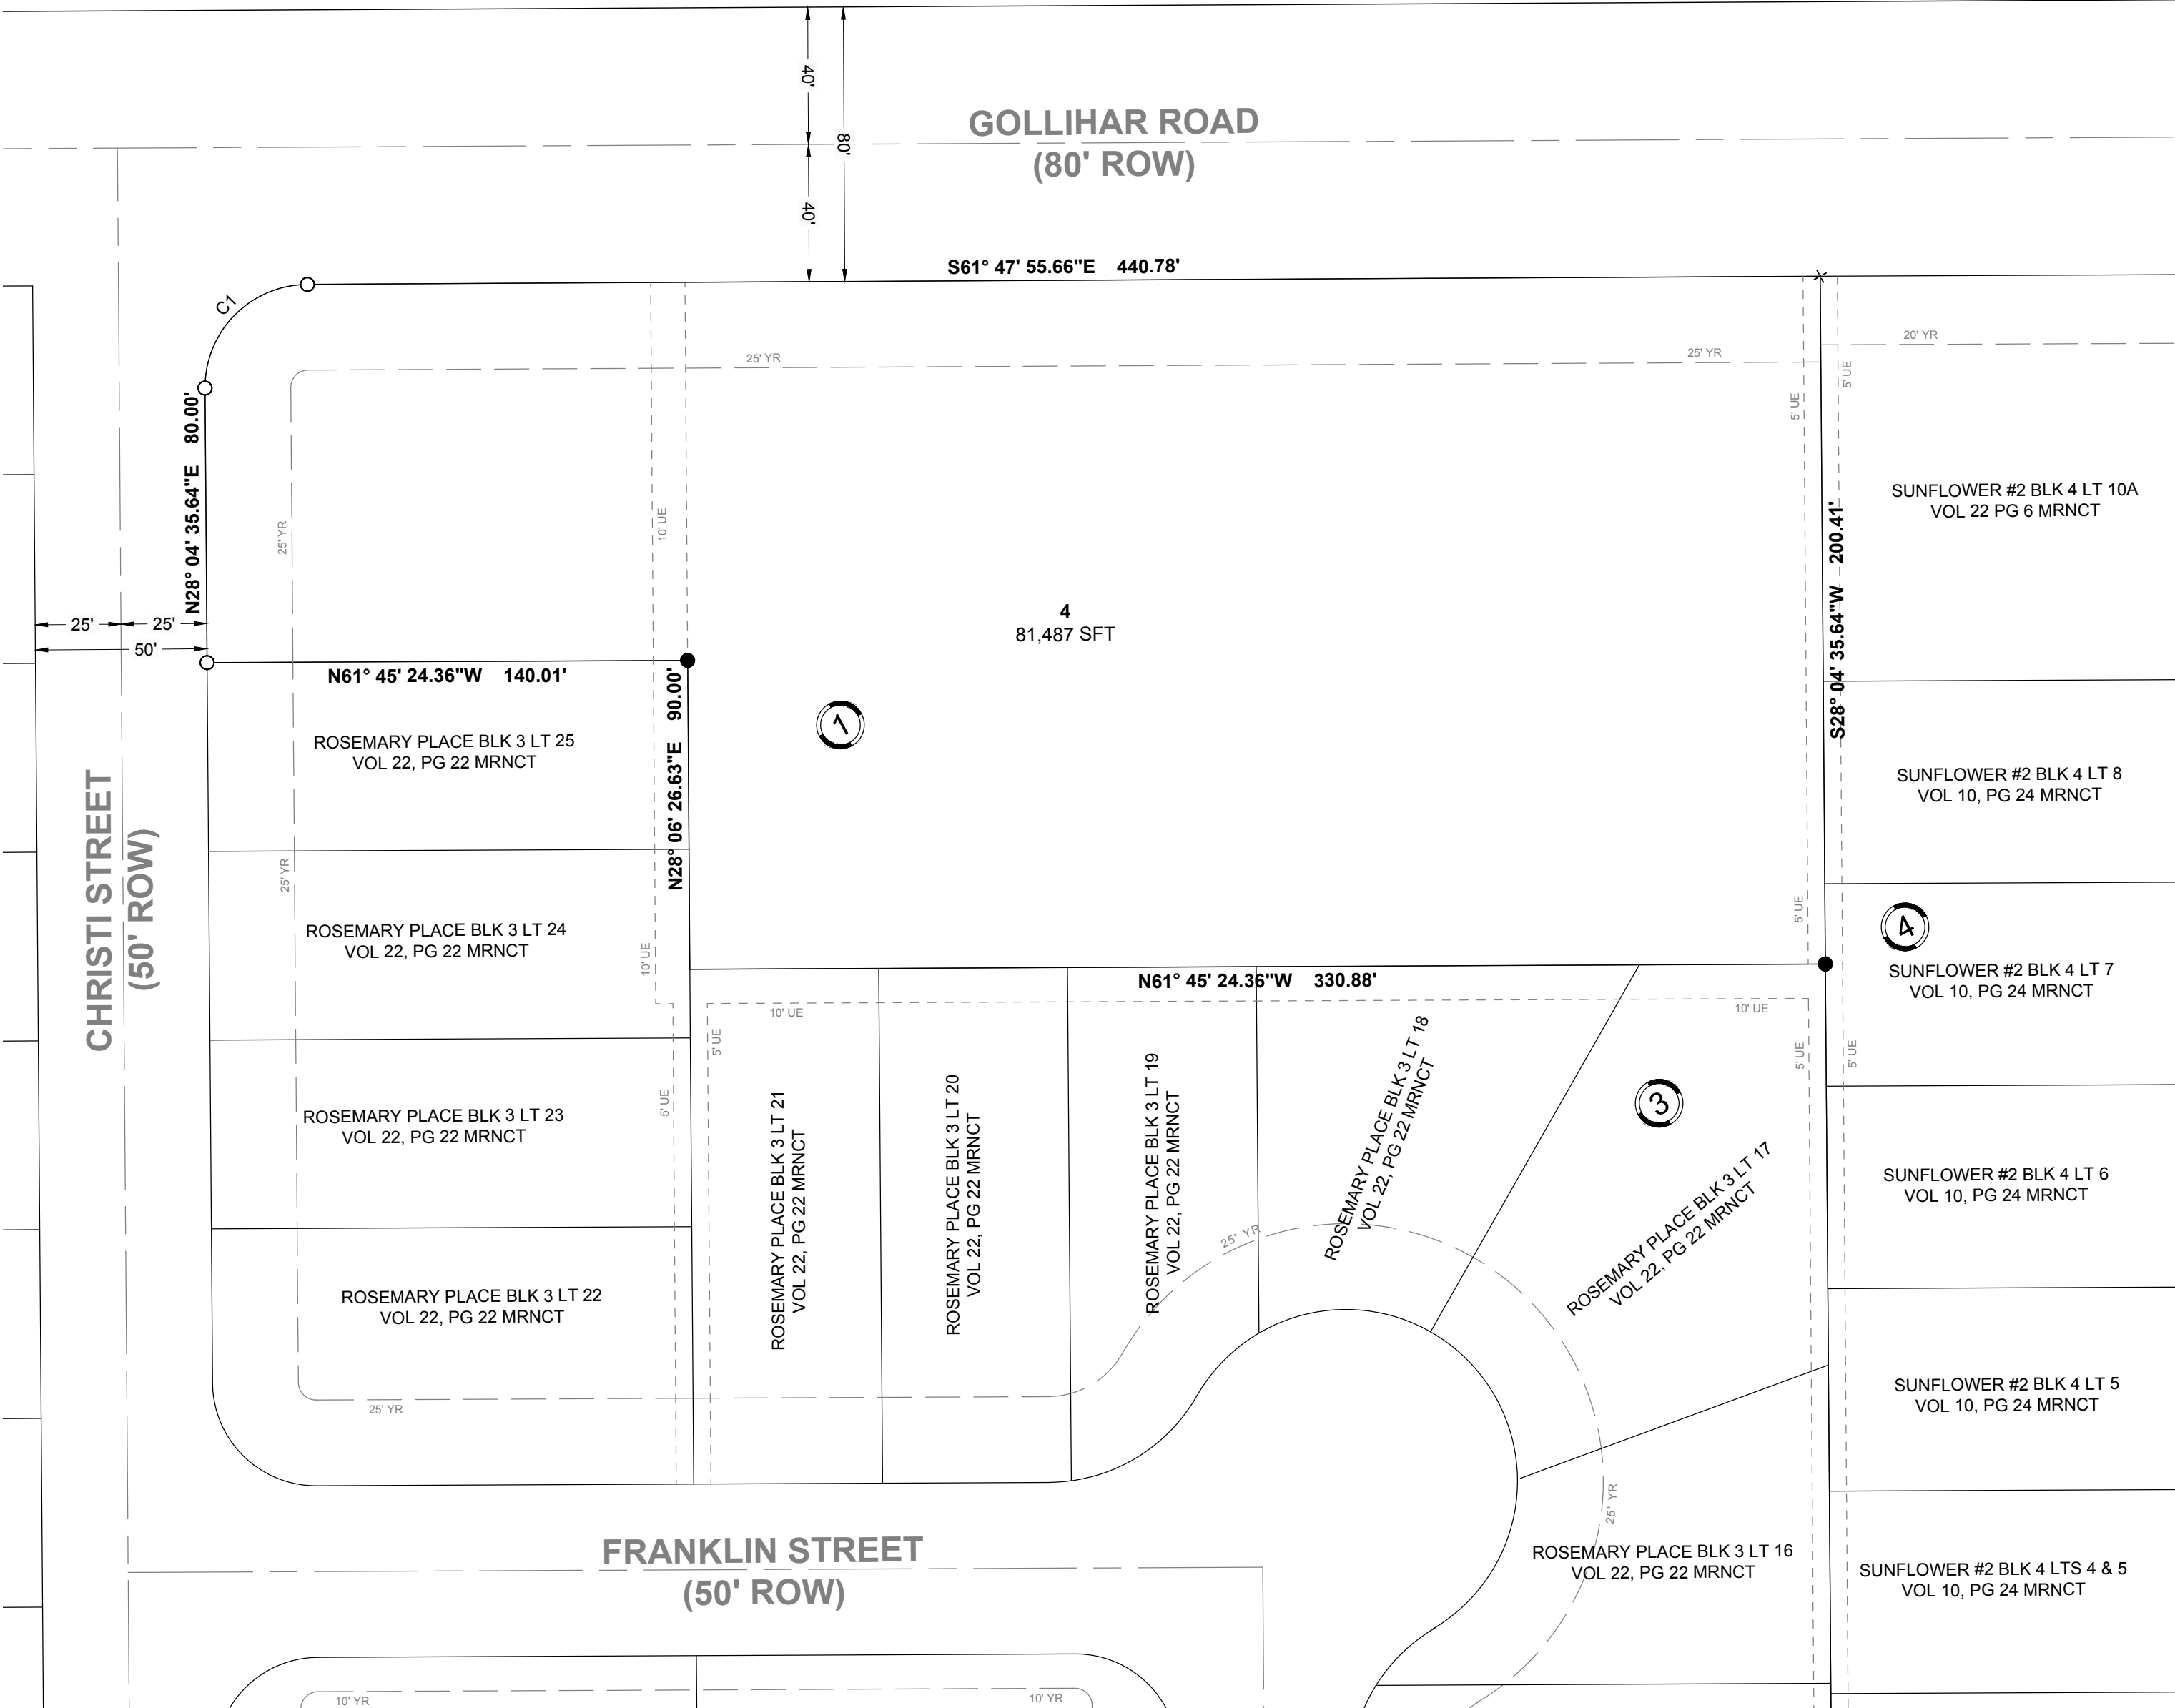 40'
80'
40'
GOLLIHAR ROAD
(80' ROW)
S61° 47' 55.66"E 440.78'
C1
25' YR
25' YR
20' YR
5' UE
5' UE
N28° 04' 35.64"E 80.00'
25' YR
10' UE
SUNFLOWER #2 BLK 4 LT 10A
VOL 22 PG 6 MRNCT
S28° 04' 35.64"W 200.41'
4
81,487 SFT
25'
25'
50'
N61° 45' 24.36"W 140.01'
N28° 06' 26.63"E 90.00'
1
ROSEMARY PLACE BLK 3 LT 25
VOL 22, PG 22 MRNCT
SUNFLOWER #2 BLK 4 LT 8
VOL 10, PG 24 MRNCT
CHRISTI STREET
(50' ROW)
25' YR
ROSEMARY PLACE BLK 3 LT 24
VOL 22, PG 22 MRNCT
10' UE
5' UE
4
SUNFLOWER #2 BLK 4 LT 7
VOL 10, PG 24 MRNCT
N61° 45' 24.36"W 330.88'
10' UE
10' UE
5' UE
5' UE
5' UE
5' UE
ROSEMARY PLACE BLK 3 LT 23
VOL 22, PG 22 MRNCT
ROSEMARY PLACE BLK 3 LT 21
VOL 22, PG 22 MRNCT
ROSEMARY PLACE BLK 3 LT 20
VOL 22, PG 22 MRNCT
ROSEMARY PLACE BLK 3 LT 19
VOL 22, PG 22 MRNCT
ROSEMARY PLACE BLK 3 LT 18
VOL 22, PG 22 MRNCT
3
ROSEMARY PLACE BLK 3 LT 17
VOL 22, PG 22 MRNCT
SUNFLOWER #2 BLK 4 LT 6
VOL 10, PG 24 MRNCT
25' YR
ROSEMARY PLACE BLK 3 LT 22
VOL 22, PG 22 MRNCT
25' YR
SUNFLOWER #2 BLK 4 LT 5
VOL 10, PG 24 MRNCT
25' YR
FRANKLIN STREET
(50' ROW)
ROSEMARY PLACE BLK 3 LT 16
VOL 22, PG 22 MRNCT
SUNFLOWER #2 BLK 4 LTS 4 & 5
VOL 10, PG 24 MRNCT
10' YR
10' YR